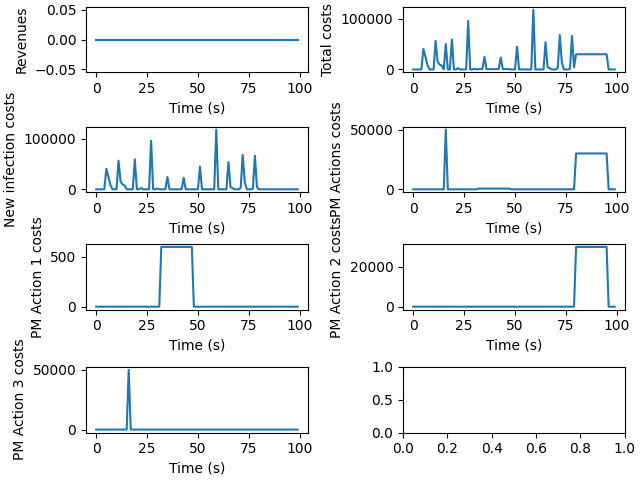 Revenues
0.05
0.00
−0.05
0 25 50 75 100
Time (s)
Total costs
100000
0
0 25 50 75 100
Time (s)
New infection costs
100000
0
0 25 50 75 100
Time (s)
PM Actions costs
50000
0
0 25 50 75 100
Time (s)
PM Action 1 costs
500
0
0 25 50 75 100
Time (s)
PM Action 2 costs
20000
0
0 25 50 75 100
Time (s)
PM Action 3 costs
50000
0
0 25 50 75 100
Time (s)
1.0
0.5
0.0
0.0 0.2 0.4 0.6 0.8 1.0